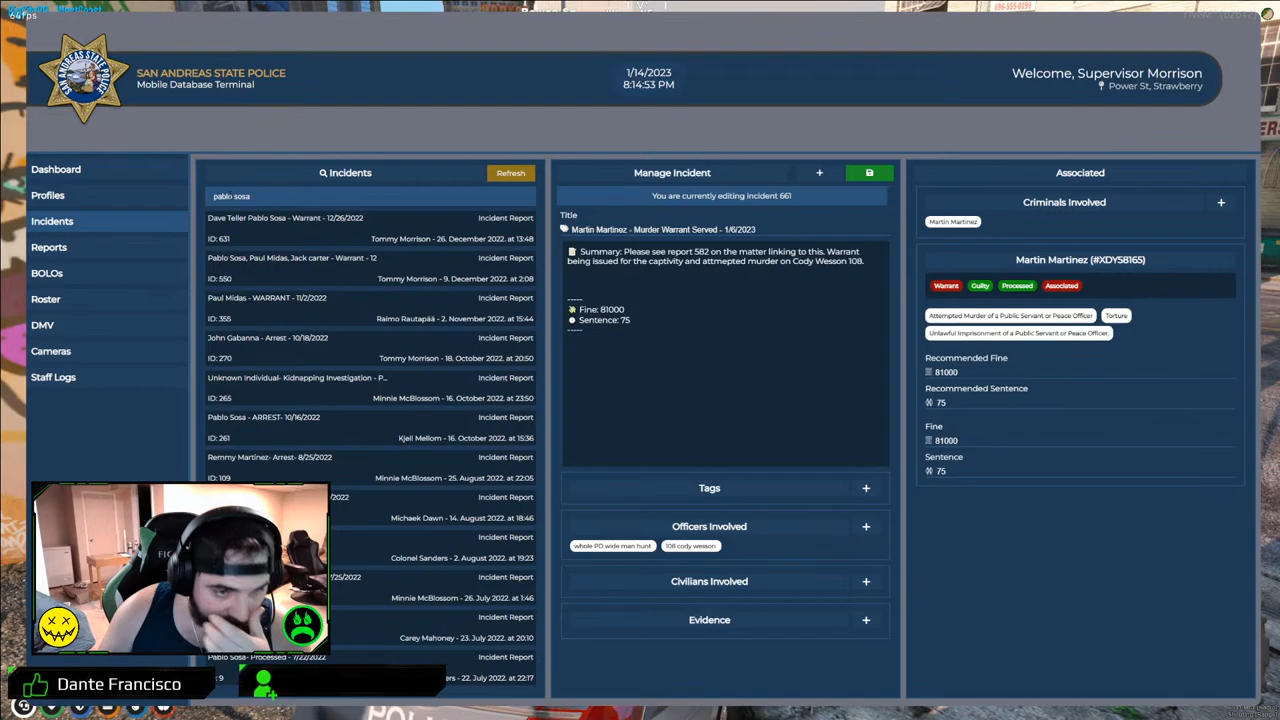 64fps
SAN ANDREAS STATE POLICE
Mobile Database Terminal
1/14/2023
8:14:53 PM
Welcome, Supervisor Morrison
Power St, Strawberry
Dashboard
Profiles
Incidents
Reports
BOLOs
Roster
DMV
Cameras
Staff Logs
Incidents
Refresh
pablo sosa
Dave Teller Pablo Sosa - Warrant - 12/26/2022 Incident Report
ID: 631 Tommy Morrison - 26. December 2022. at 13:48
Pablo Sosa, Paul Midas, Jack carter - Warrant - 12 Incident Report
ID: 550 Tommy Morrison - 9. December 2022. at 2:08
Paul Midas - WARRANT - 11/2/2022 Incident Report
ID: 355 Raimo Rautapää - 2. November 2022. at 15:44
John Gabanna - Arrest - 10/18/2022 Incident Report
ID: 270 Tommy Morrison - 18. October 2022. at 20:50
Unknown Individual- Kidnapping Investigation - P... Incident Report
ID: 265 Minnie McBlossom - 16. October 2022. at 23:50
Pablo Sosa - ARREST- 10/16/2022 Incident Report
ID: 261 Kjell Mellom - 16. October 2022. at 15:36
Remmy Martinez- Arrest- 8/25/2022 Incident Report
ID: 109 Minnie McBlossom - 25. August 2022. at 22:05
/2022 Incident Report
Michaek Dawn - 14. August 2022. at 18:46
Incident Report
Colonel Sanders - 2. August 2022. at 19:23
/25/2022 Incident Report
Minnie McBlossom - 26. July 2022. at 1:46
Incident Report
Carey Mahoney - 23. July 2022. at 20:10
Pablo Sosa- Processed - 7/22/2022 Incident Report
: 9 - 22. July 2022. at 22:17
Manage Incident
You are currently editing incident 661
Title
Martin Martinez - Murder Warrant Served - 1/6/2023
Summary: Please see report 582 on the matter linking to this. Warrant
being issued for the captivity and attmepted murder on Cody Wesson 108.
-----
Fine: 81000
Sentence: 75
-----
Tags
Officers Involved
whole PD wide man hunt 108 cody wesson
Civilians Involved
Evidence
Associated
Criminals Involved
Martin Martinez
Martin Martinez (#XDY58165)
Warrant Guilty Processed Associated
Attempted Murder of a Public Servant or Peace Officer Torture
Unlawful Imprisonment of a Public Servant or Peace Officer.
Recommended Fine
81000
Recommended Sentence
75
Fine
81000
Sentence
75
Dante Francisco